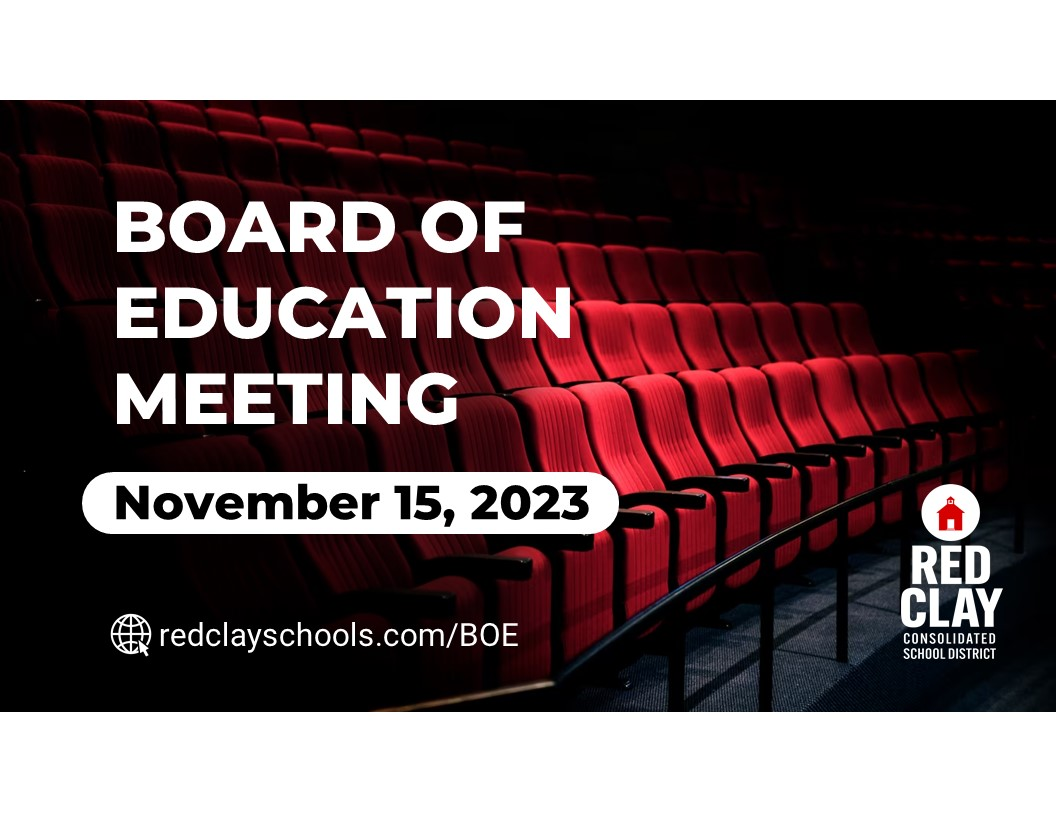 BOARD OF
EDUCATION
MEETING
November 15, 2023
redclayschools.com/BOE
RED
CLAY
CONSOLIDATED
SCHOOL DISTRICT